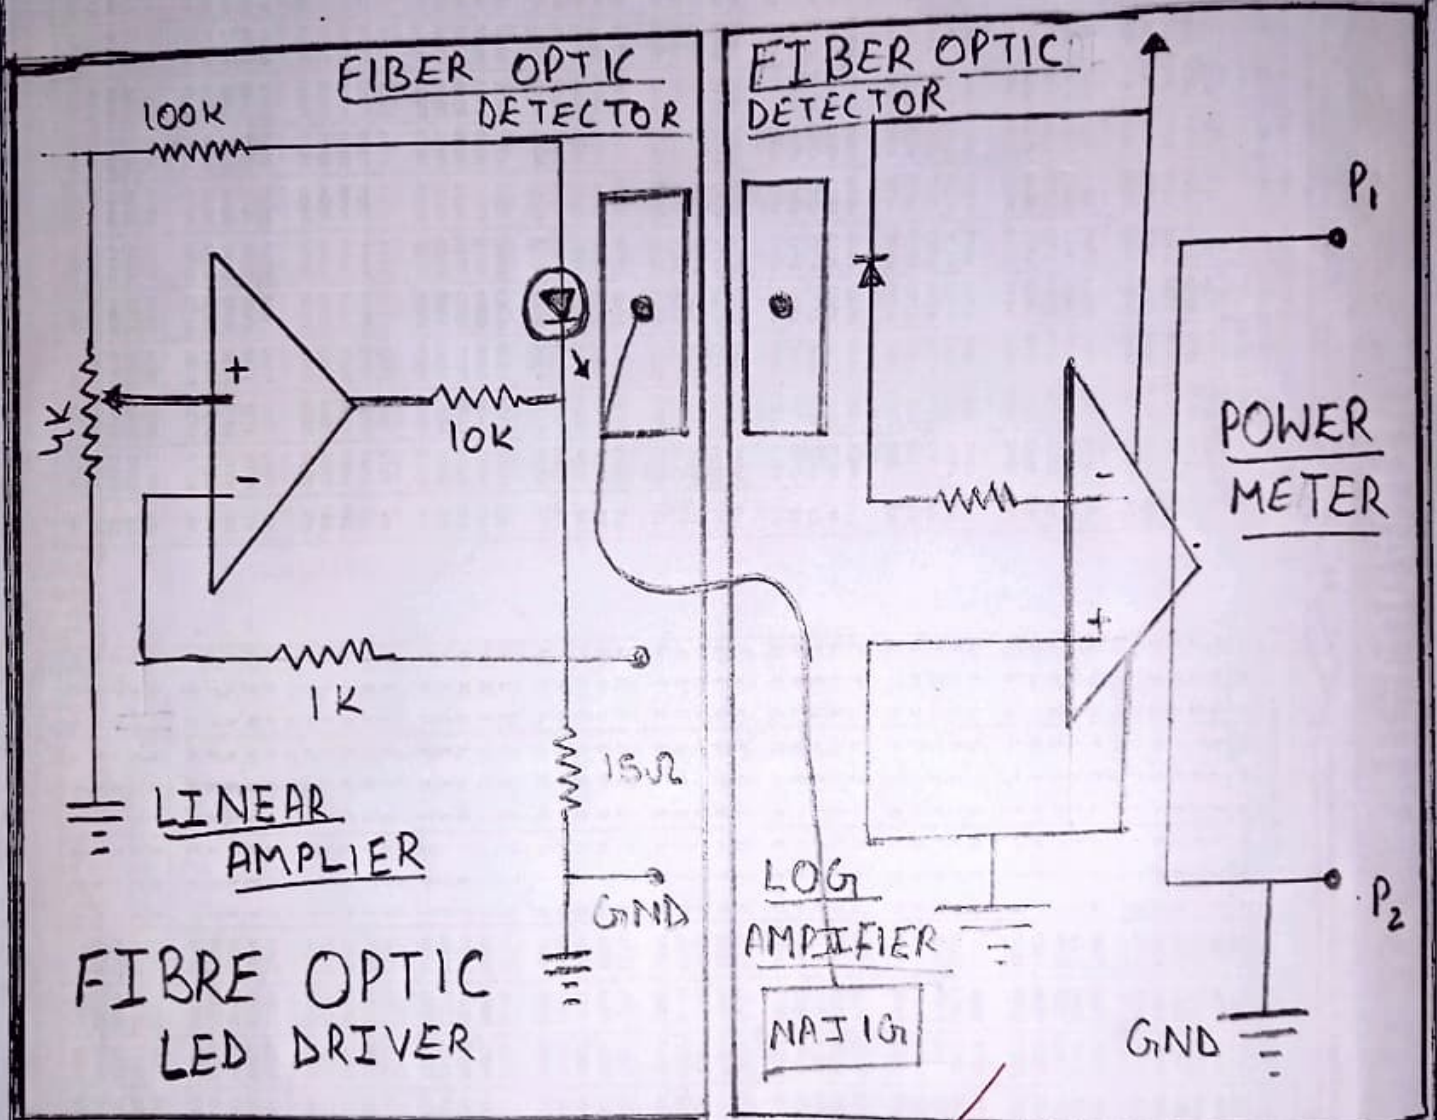 FIBER OPTIC
DETECTOR
100K
+
-
4K
10K
1K
15Ω
GND
LINEAR
AMPLIER
FIBRE OPTIC
LED DRIVER
FIBER OPTIC
DETECTOR
P1
POWER
METER
-
+
LOG
AMPIFIER
NAJIG
P2
GND